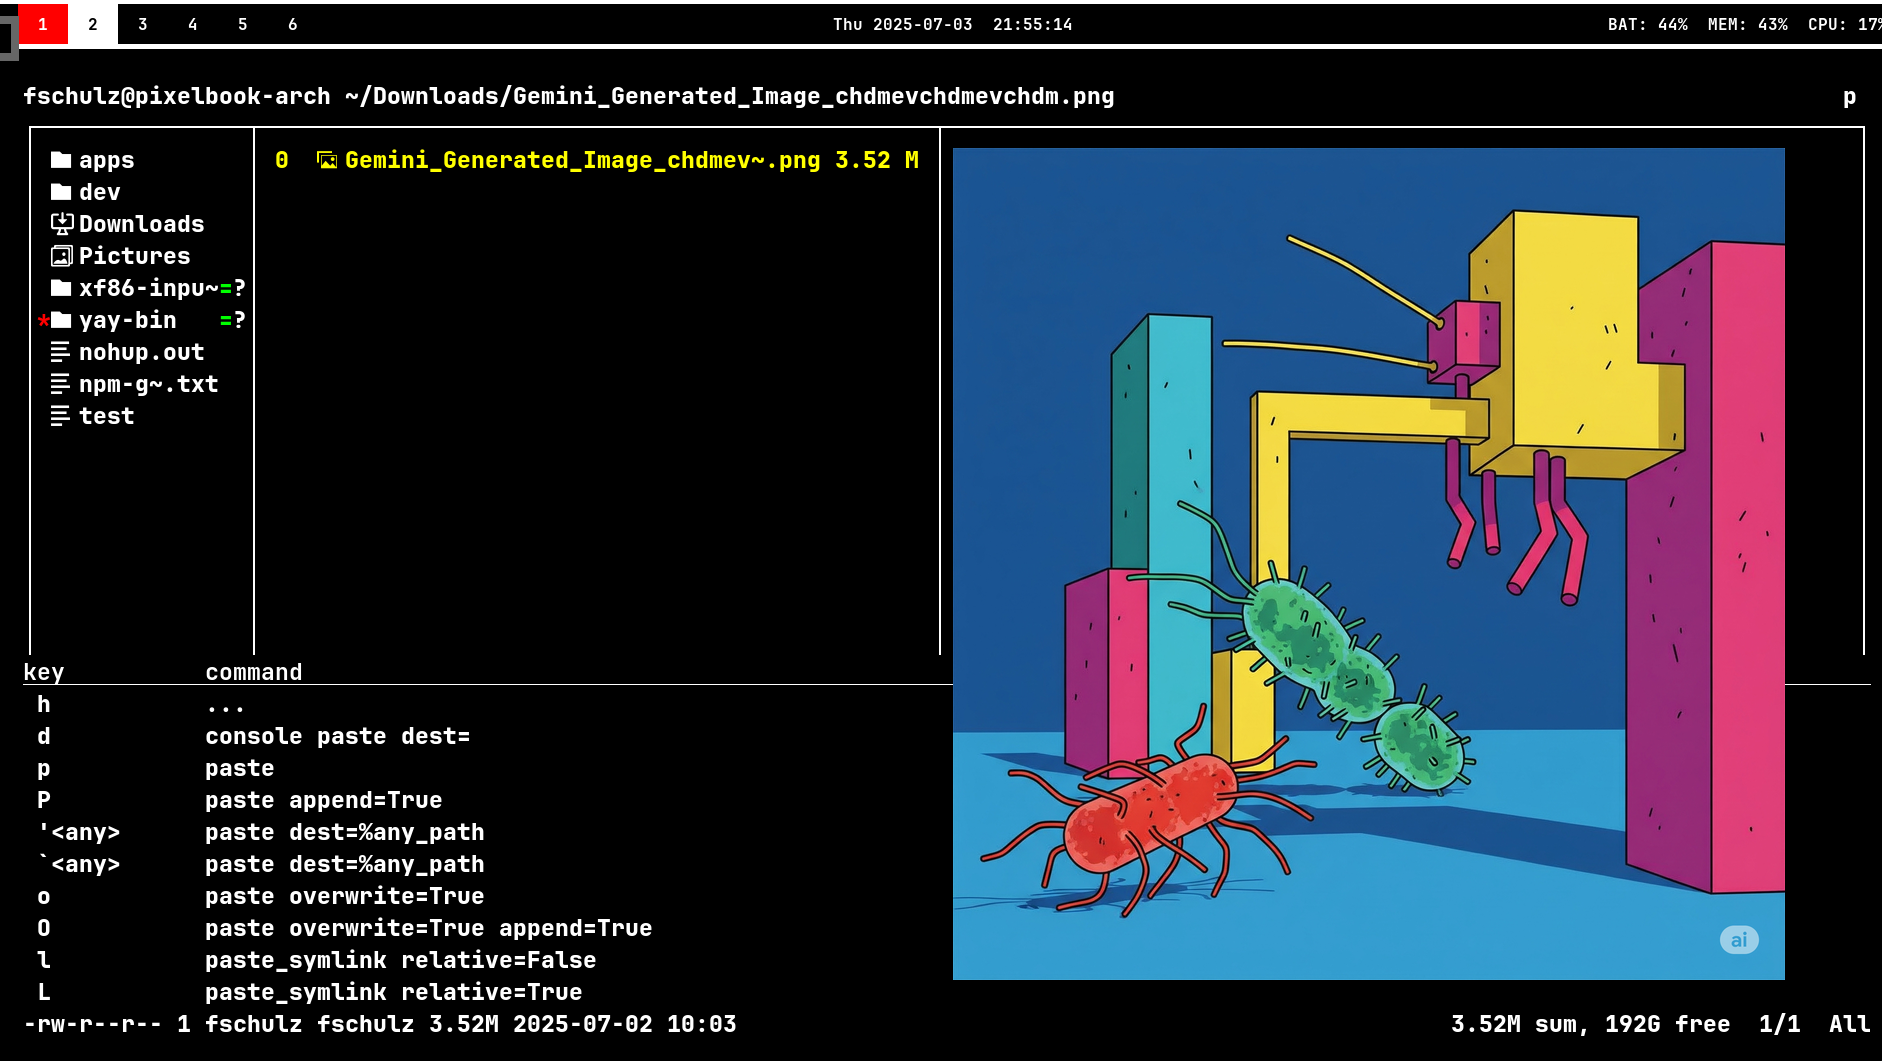 1 2 3 4 5 6 Thu 2025-07-03 21:55:14 BAT: 44% MEM: 43% CPU: 17%
fschulz@pixelbook-arch ~/Downloads/Gemini_Generated_Image_chdmevchdmevchdm.png p
apps 0 Gemini_Generated_Image_chdmev~.png 3.52 M
dev
Downloads
Pictures
xf86-inpu~=?
*yay-bin =?
nohup.out
npm-g~.txt
test
key command
h ...
d console paste dest=
p paste
P paste append=True
'<any> paste dest=%any_path
`<any> paste dest=%any_path
o paste overwrite=True
O paste overwrite=True append=True
l paste_symlink relative=False
L paste_symlink relative=True
ai
-rw-r--r-- 1 fschulz fschulz 3.52M 2025-07-02 10:03 3.52M sum, 192G free 1/1 All